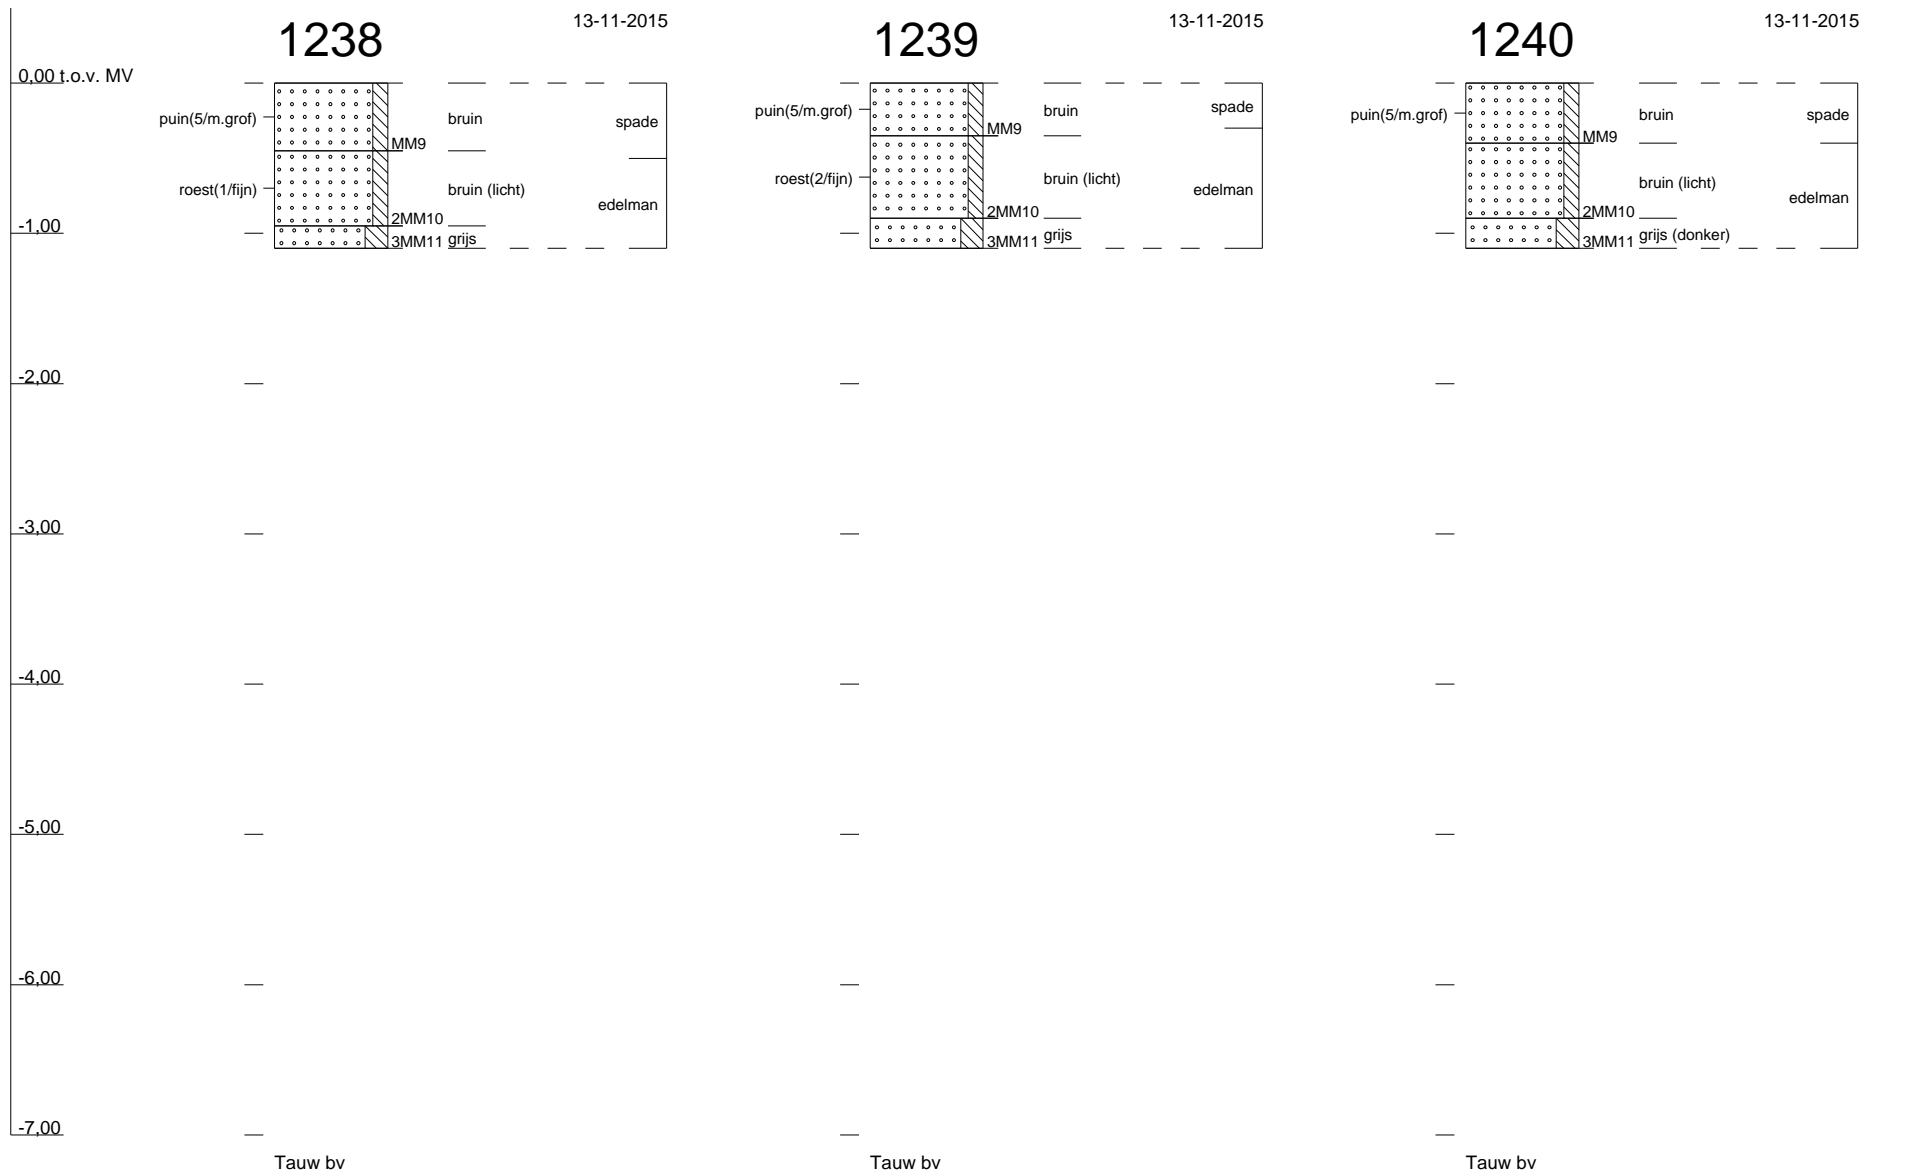 1238
13-11-2015
1239
13-11-2015
1240
13-11-2015
0,00 t.o.v. MV
puin(5/m.grof)
bruin
spade
MM9
roest(1/fijn)
bruin (licht)
edelman
2MM10
3MM11
grijs
puin(5/m.grof)
bruin
spade
MM9
roest(2/fijn)
bruin (licht)
edelman
2MM10
3MM11
grijs
puin(5/m.grof)
bruin
spade
MM9
bruin (licht)
edelman
2MM10
3MM11
grijs (donker)
-1,00
-2,00
-3,00
-4,00
-5,00
-6,00
-7,00
Tauw bv
Tauw bv
Tauw bv